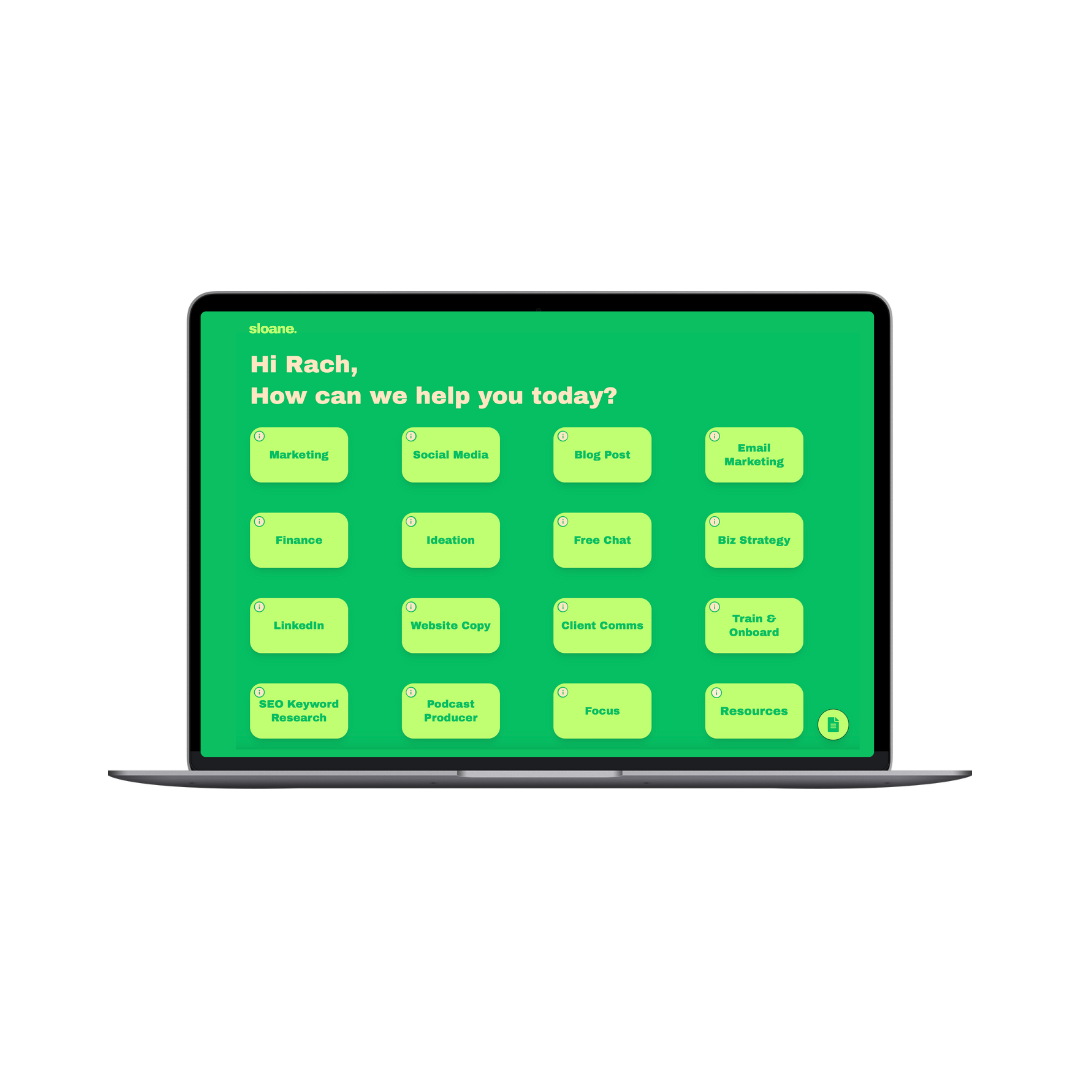 sloane.
Hi Rach,
How can we help you today?
Marketing
Social Media
Blog Post
Email
Marketing
Finance
Ideation
Free Chat
Biz Strategy
LinkedIn
Website Copy
Client Comms
Train &
Onboard
SEO Keyword
Research
Podcast
Producer
Focus
Resources